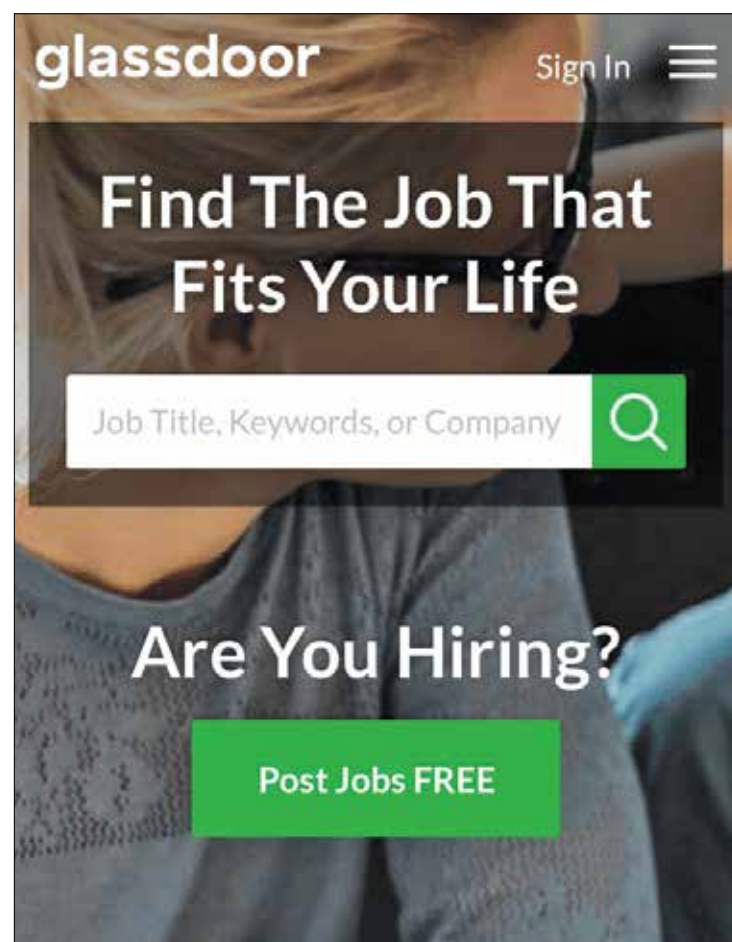 glassdoor
Sign In
Find The Job That
Fits Your Life
Job Title, Keywords, or Company
Are You Hiring?
Post Jobs FREE